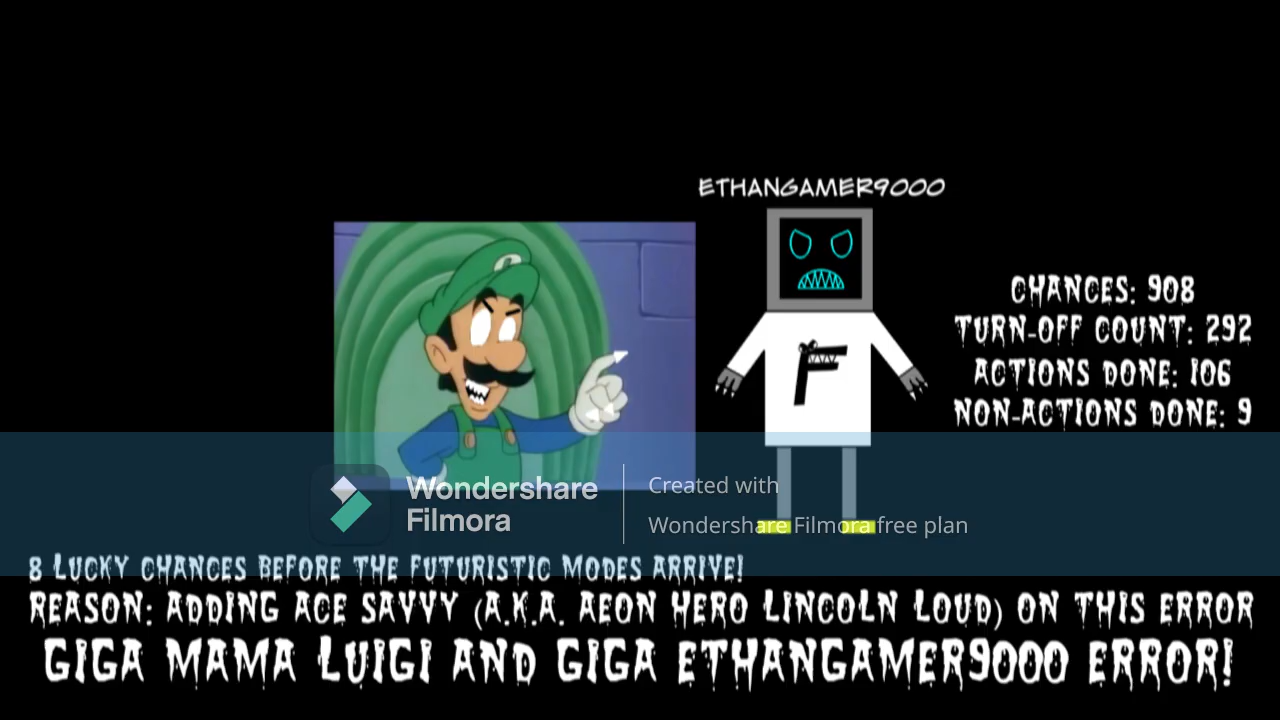 ETHANGAMER9000
CHANCES: 908
TURN-OFF COUNT: 292
ACTIONS DONE: 106
NON-ACTIONS DONE: 9
F
Wondershare
Filmora
Created with
Wondershare Filmora free plan
8 LUCKY CHANCES BEFORE THE FUTURISTIC MODES ARRIVE!
REASON: ADDING ACE SAVVY (A.K.A. AEON HERO LINCOLN LOUD) ON THIS ERROR
GIGA MAMA LUIGI AND GIGA ETHANGAMER9000 ERROR!